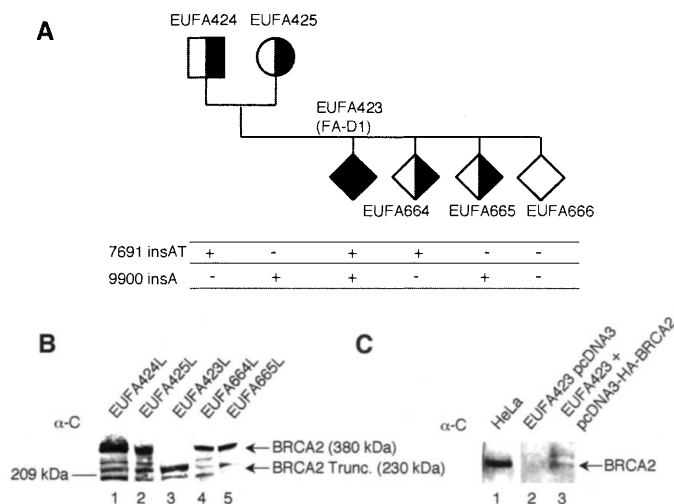 A
EUFA424 EUFA425
EUFA423
(FA-D1)
EUFA664 EUFA665 EUFA666
7691 insAT + - + + - -
9900 insA - + + - + -
B
EUFA424L
EUFA425L
EUFA423L
EUFA664L
EUFA665L
α-C
BRCA2 (380 kDa)
BRCA2 Trunc. (230 kDa)
209 kDa
1 2 3 4 5
C
HeLa
EUFA423 pcDNA3
EUFA423 +
pcDNA3-HA-BRCA2
α-C
BRCA2
1 2 3